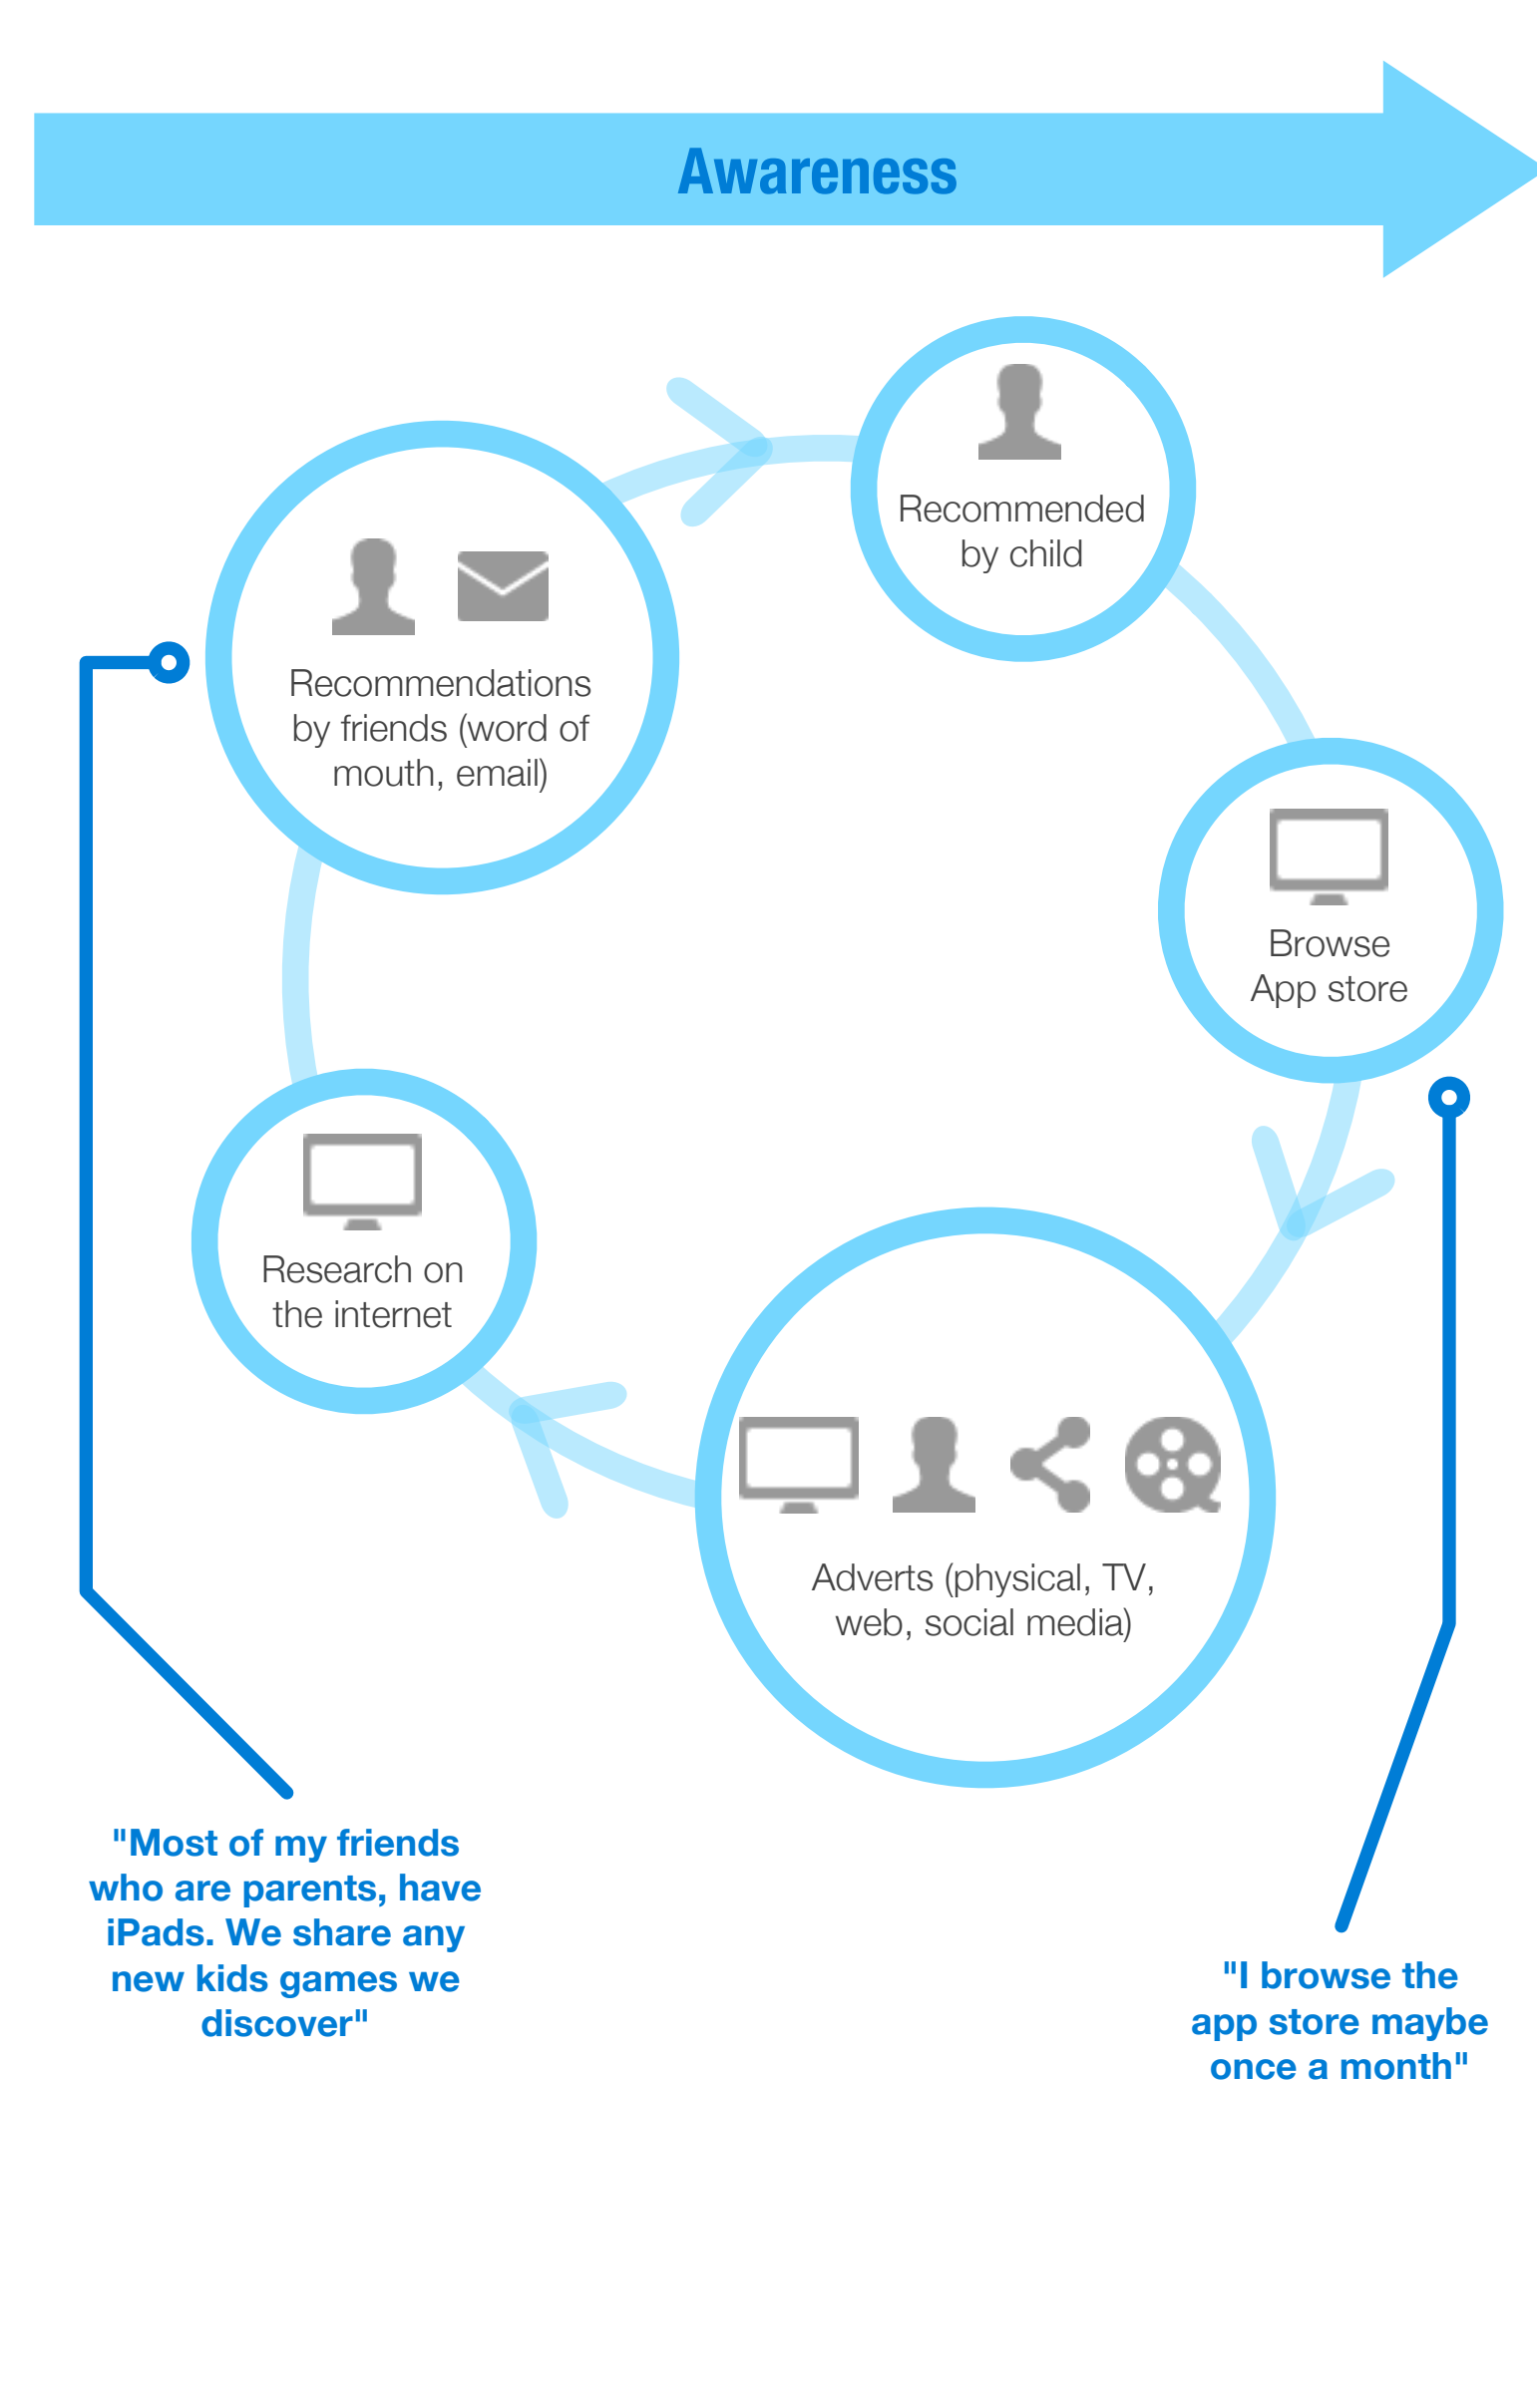 Awareness
Recommended
by child
Recommendations
by friends (word of
mouth, email)
Browse
App store
Research on
the internet
Adverts (physical, TV,
web, social media)
"Most of my friends
who are parents, have
iPads. We share any
new kids games we
discover"
"I browse the
app store maybe
once a month"